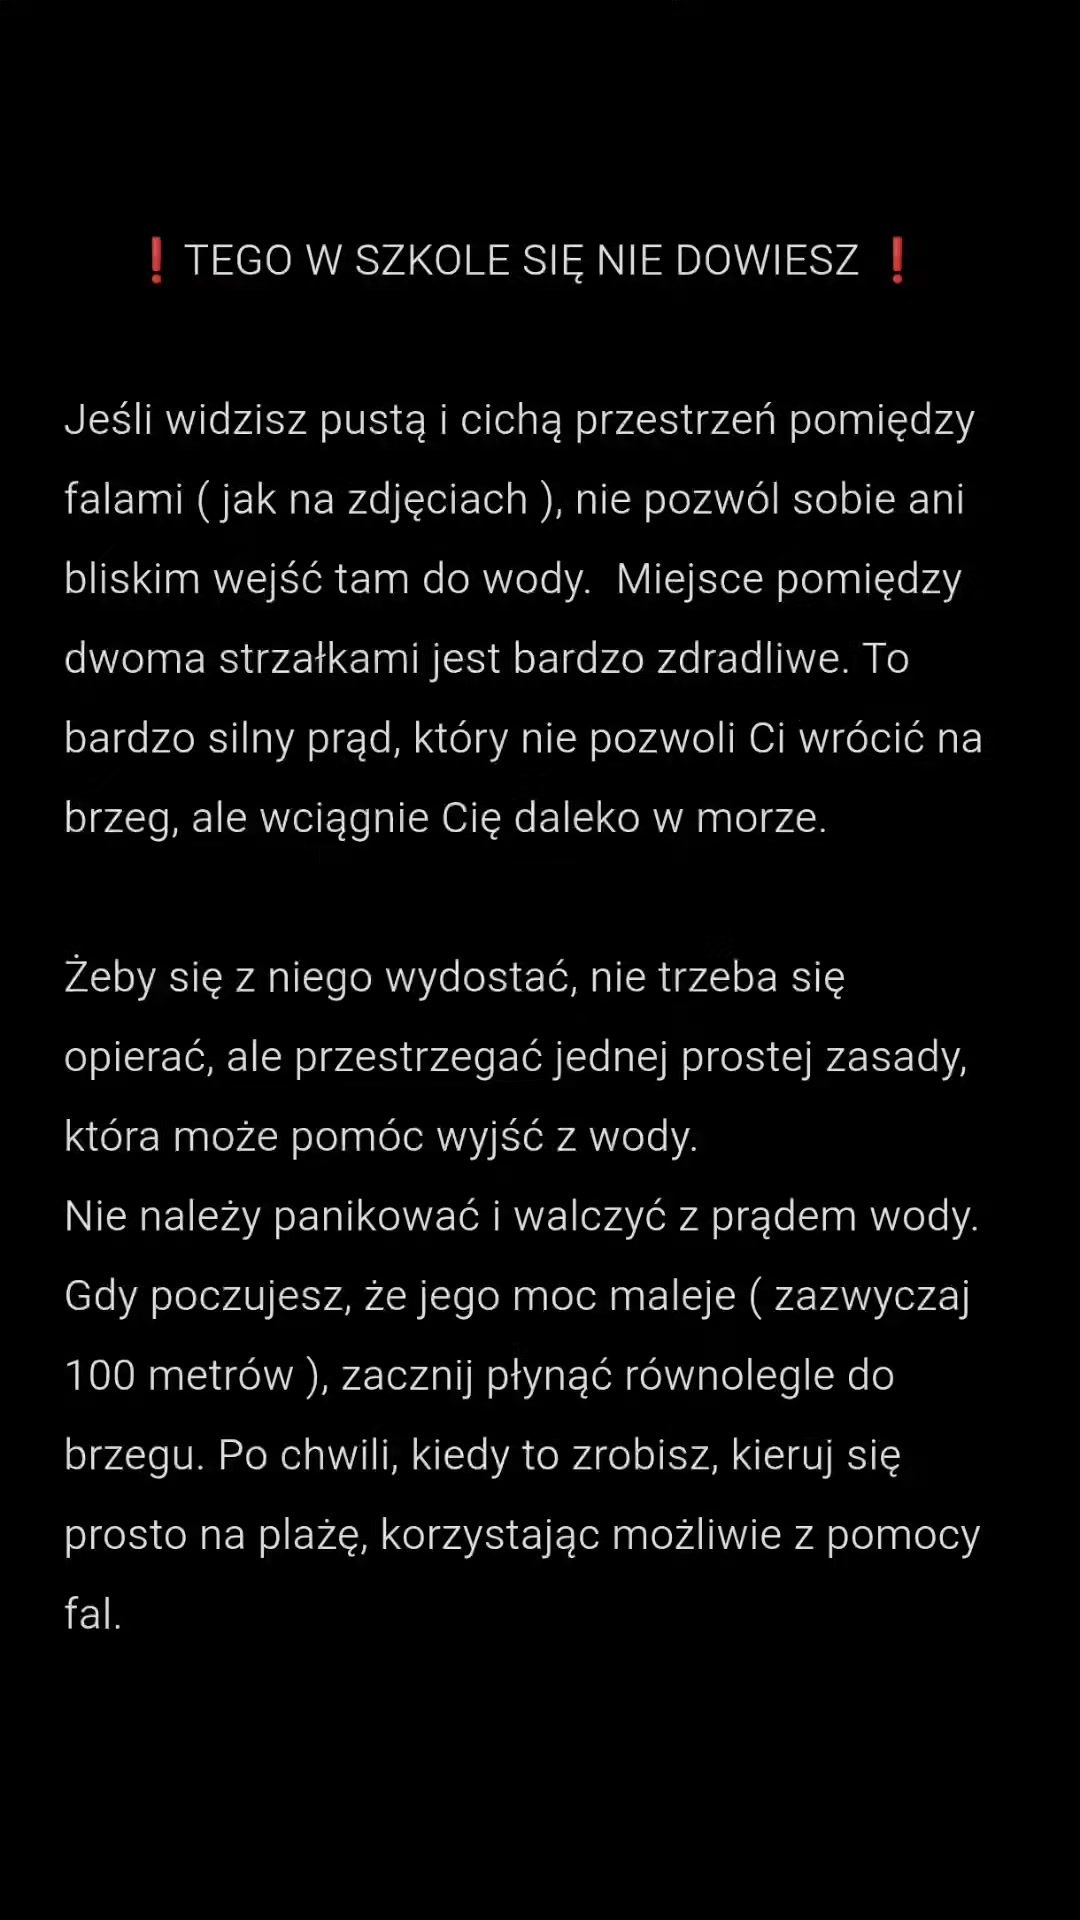 ❗TEGO W SZKOLE SIĘ NIE DOWIESZ ❗
Jeśli widzisz pustą i cichą przestrzeń pomiędzy
falami ( jak na zdjęciach ), nie pozwól sobie ani
bliskim wejść tam do wody.  Miejsce pomiędzy
dwoma strzałkami jest bardzo zdradliwe. To
bardzo silny prąd, który nie pozwoli Ci wrócić na
brzeg, ale wciągnie Cię daleko w morze.
Żeby się z niego wydostać, nie trzeba się
opierać, ale przestrzegać jednej prostej zasady,
która może pomóc wyjść z wody.
Nie należy panikować i walczyć z prądem wody.
Gdy poczujesz, że jego moc maleje ( zazwyczaj
100 metrów ), zacznij płynąć równolegle do
brzegu. Po chwili, kiedy to zrobisz, kieruj się
prosto na plażę, korzystając możliwie z pomocy
fal.